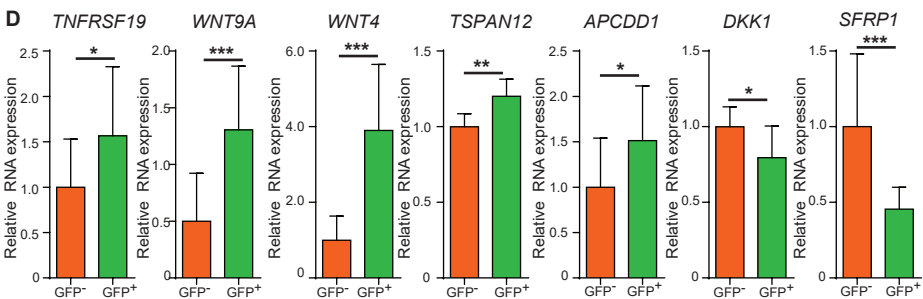 D
TNFRSF19
WNT9A
WNT4
TSPAN12
APCDD1
DKK1
SFRP1
Relative RNA expression
2.5
2.0
1.5
1.0
0.5
0
*
GFP⁻ GFP⁺
Relative RNA expression
2.0
1.5
1.0
0.5
0.0
***
GFP⁻ GFP⁺
Relative RNA expression
6.0
4.0
2.0
0.0
***
GFP⁻ GFP⁺
Relative RNA expression
1.5
1.0
0.5
0
**
GFP⁻ GFP⁺
Relative RNA expression
2.5
2.0
1.5
1.0
0.5
0
*
GFP⁻ GFP⁺
Relative RNA expression
1.5
1.0
0.5
0
*
GFP⁻ GFP⁺
Relative RNA expression
1.5
1.0
0.5
0
***
GFP⁻ GFP⁺